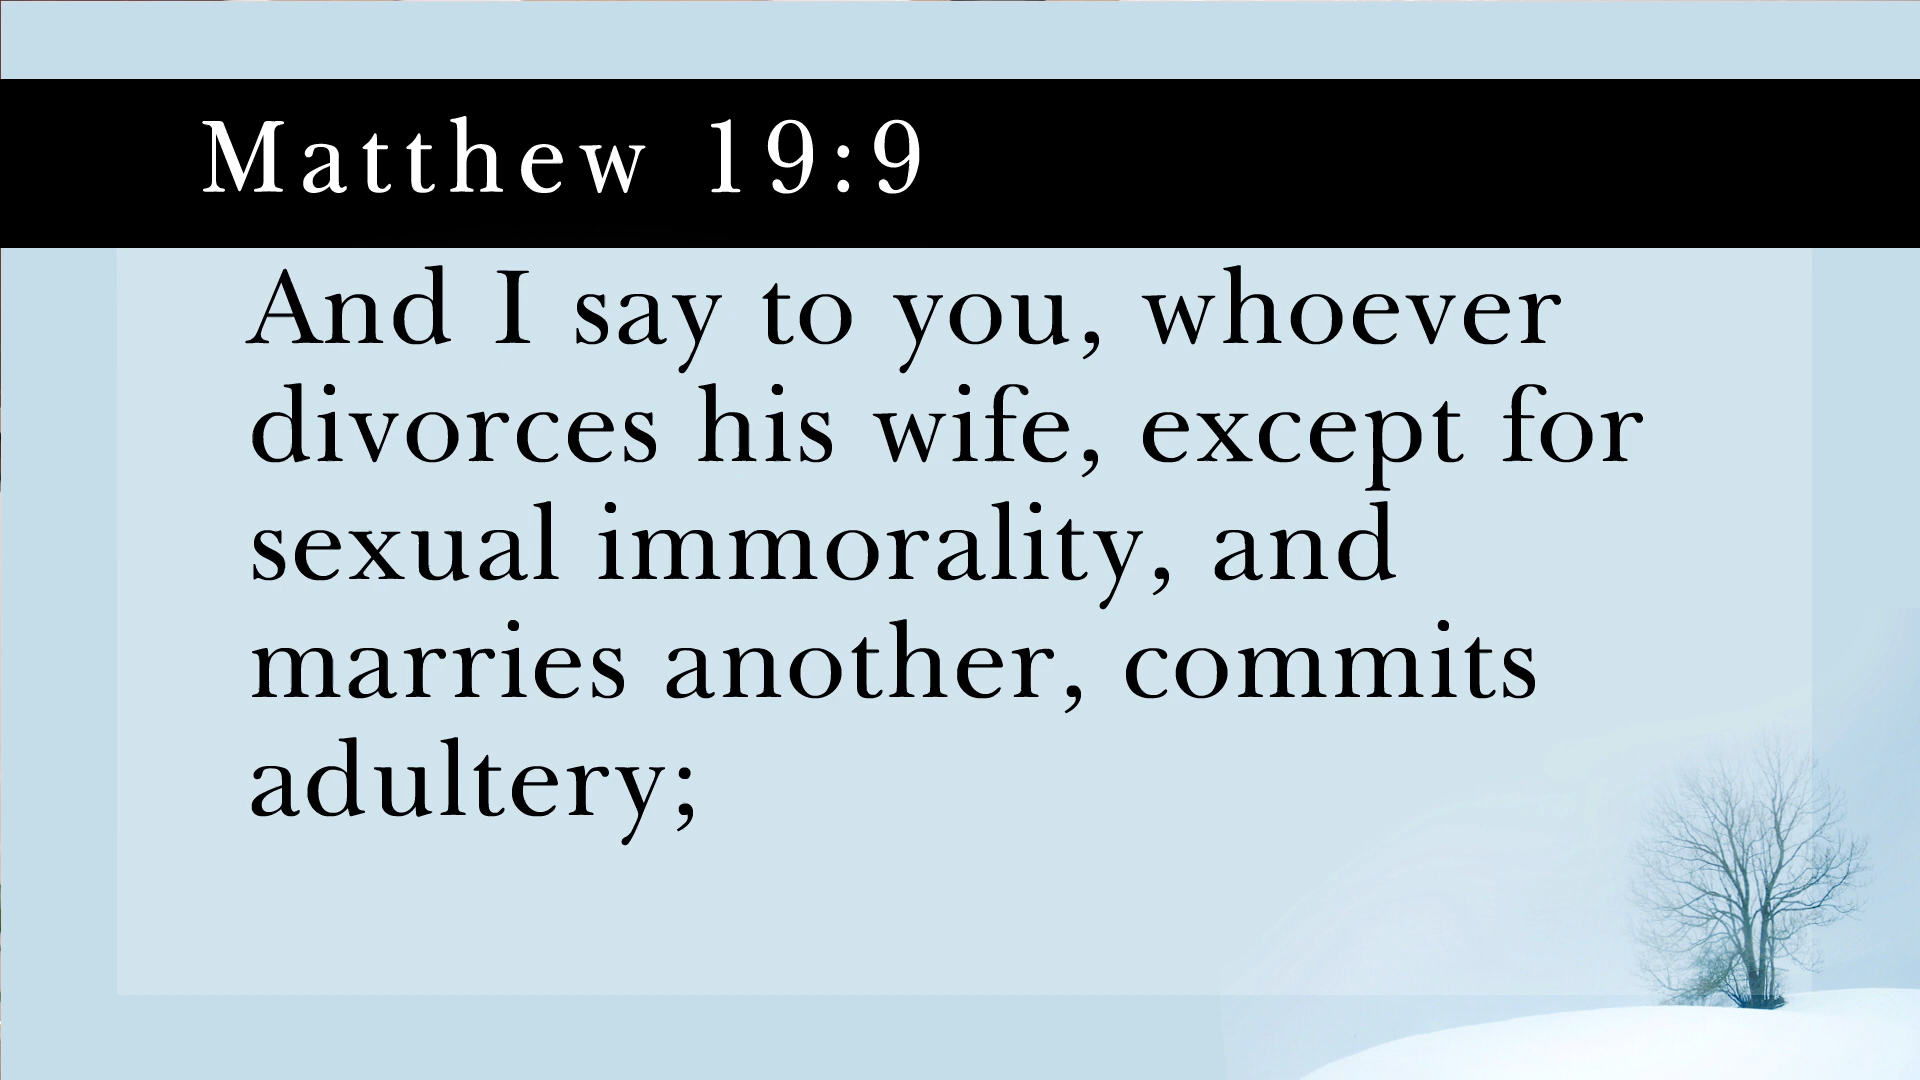 Matthew 19:9
And I say to you, whoever
divorces his wife, except for
sexual immorality, and
marries another, commits
adultery;